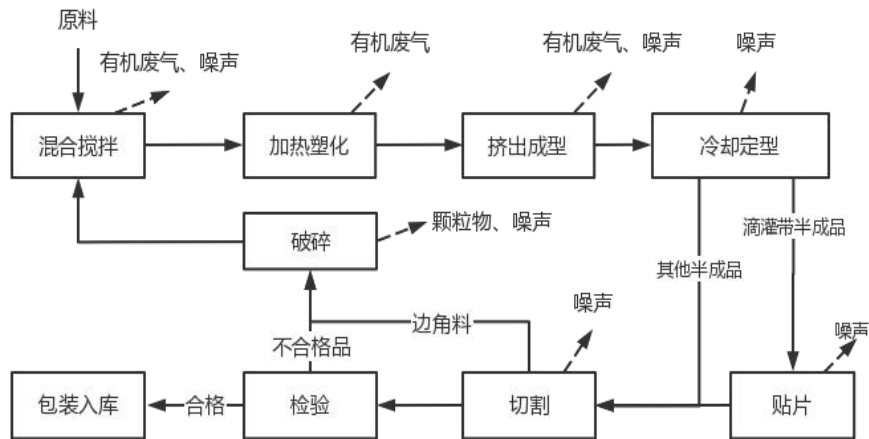 原料
有机废气、噪声
有机废气
有机废气、噪声
噪声
混合搅拌
加热塑化
挤出成型
冷却定型
破碎
颗粒物、噪声
滴灌带半成品
其他半成品
噪声
边角料
噪声
不合格品
包装入库
合格
检验
切割
贴片